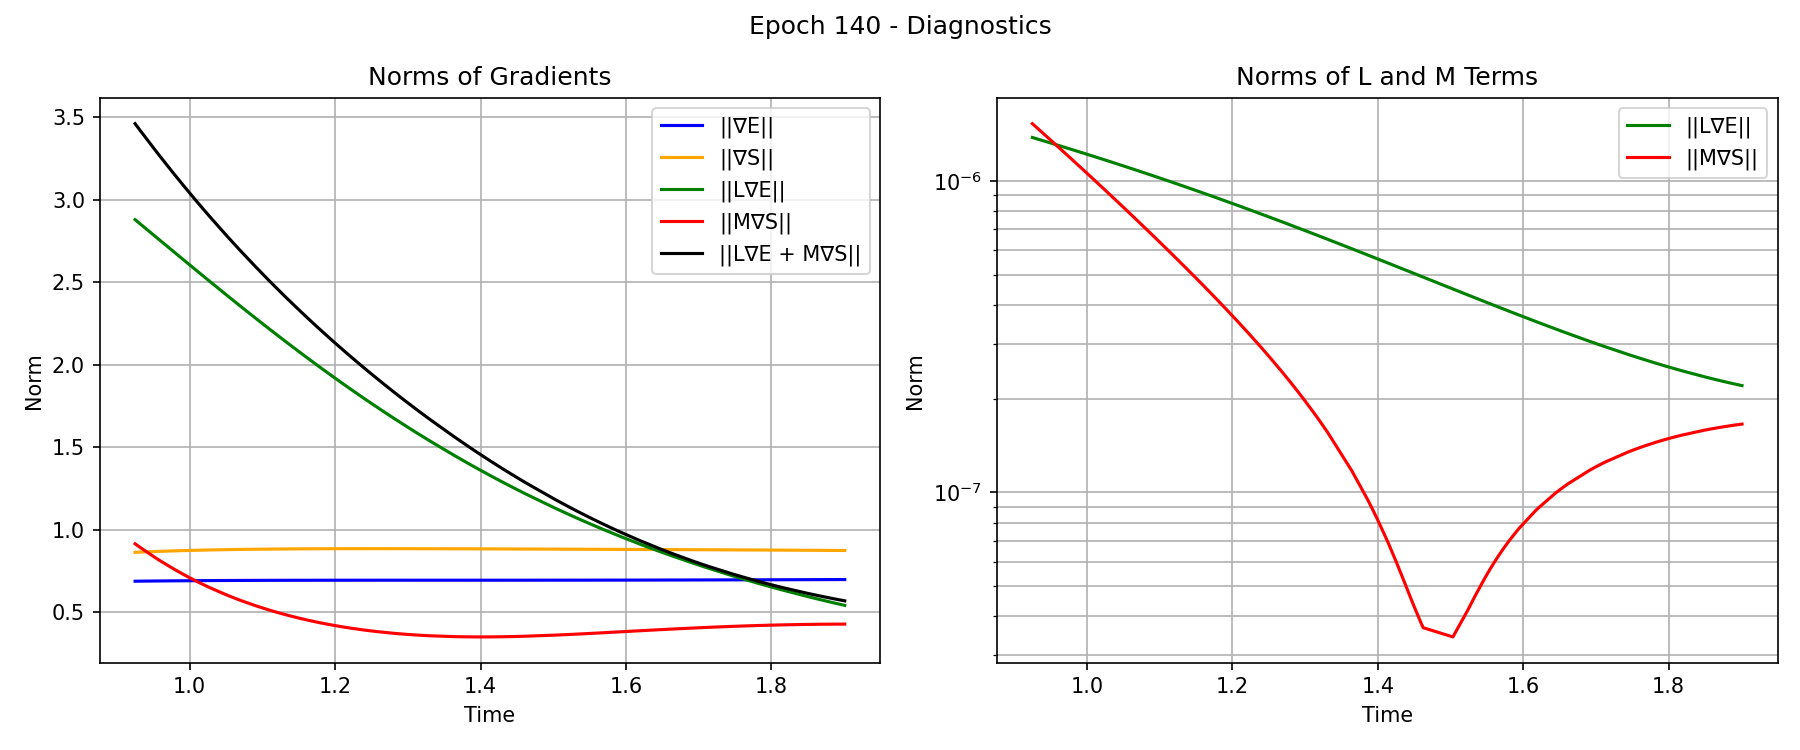 Epoch 140 - Diagnostics
Norms of Gradients
3.5
3.0
2.5
2.0
1.5
1.0
0.5
Norm
1.0 1.2 1.4 1.6 1.8
Time
||∇E||
||∇S||
||L∇E||
||M∇S||
||L∇E + M∇S||
Norms of L and M Terms
10⁻⁶
10⁻⁷
Norm
1.0 1.2 1.4 1.6 1.8
Time
||L∇E||
||M∇S||